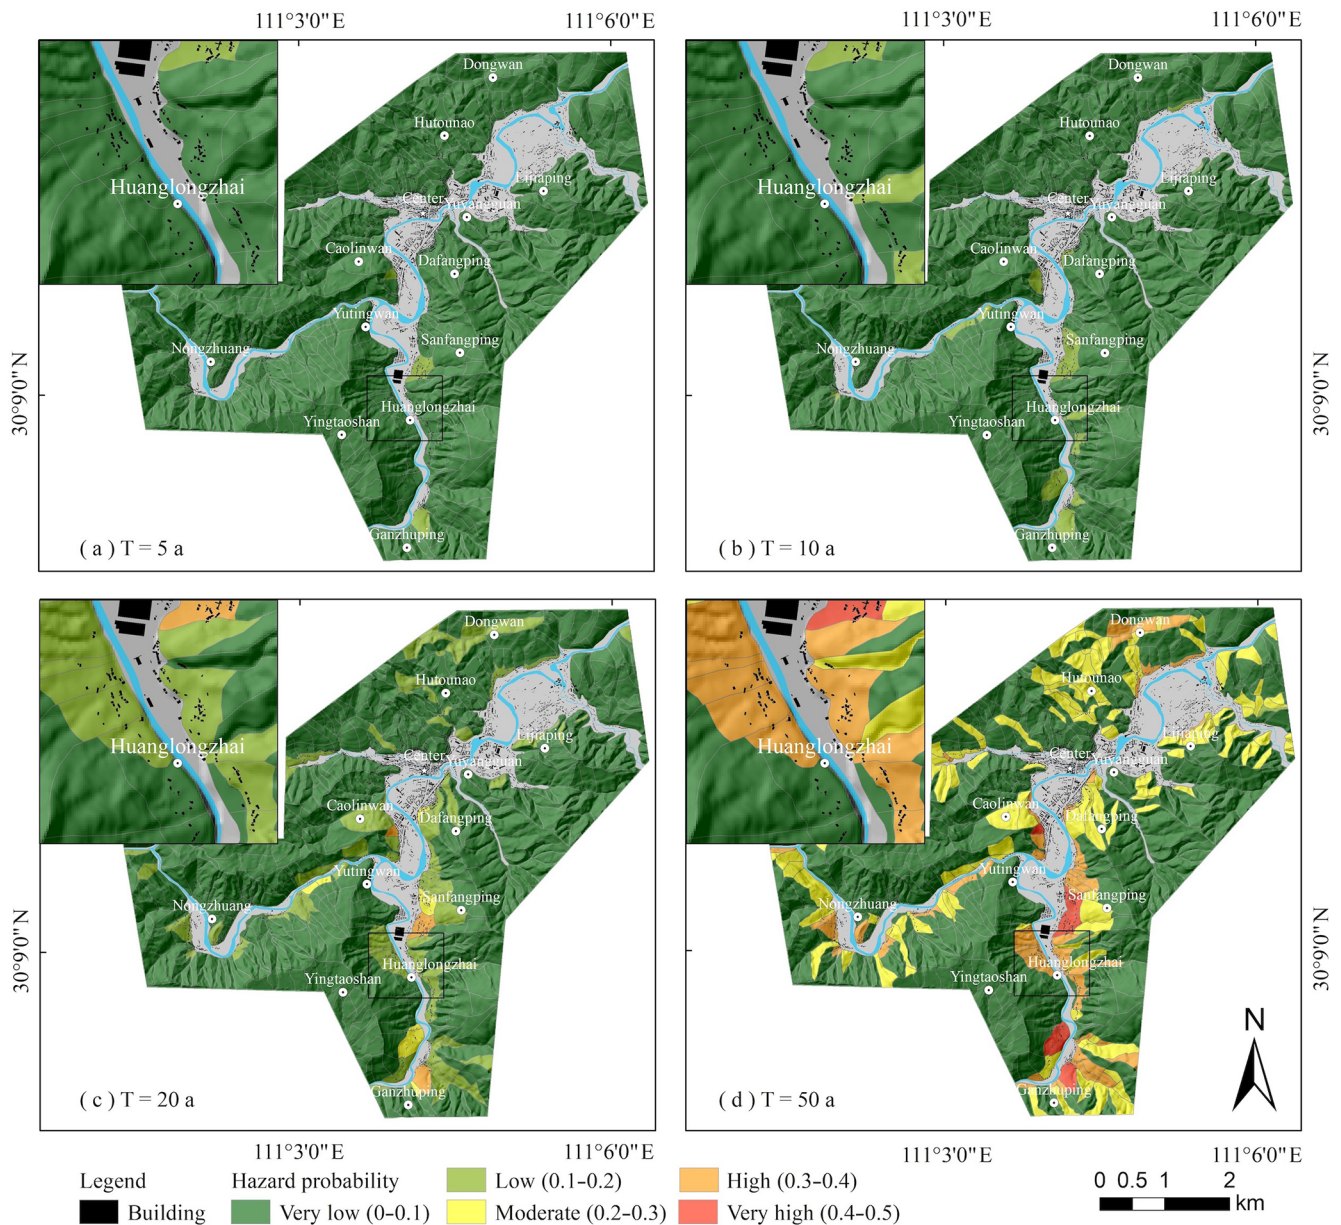 111°3'0"E 111°6'0"E 111°3'0"E 111°6'0"E
30°9'0"N
Huanglongzhai
Dongwan
Hutounao
Lijiaping
Center
Yuyangguan
Caolinwan
Dafangping
Yutingwan
Nongzhuang
Sanfangping
Huanglongzhai
Yingtaoshan
Ganzhuping
( a ) T = 5 a
Huanglongzhai
Dongwan
Hutounao
Lijiaping
Center
Yuyangguan
Caolinwan
Dafangping
Yutingwan
Nongzhuang
Sanfangping
Huanglongzhai
Yingtaoshan
Ganzhuping
( b ) T = 10 a
30°9'0"N
30°9'0"N
Huanglongzhai
Dongwan
Hutounao
Lijiaping
Center
Yuyangguan
Caolinwan
Dafangping
Yutingwan
Nongzhuang
Sanfangping
Huanglongzhai
Yingtaoshan
Ganzhuping
( c ) T = 20 a
Huanglongzhai
Dongwan
Hutounao
Lijiaping
Center
Yuyangguan
Caolinwan
Dafangping
Yutingwan
Nongzhuang
Sanfangping
Huanglongzhai
Yingtaoshan
Ganzhuping
( d ) T = 50 a
30°9'0"N
N
111°3'0"E 111°6'0"E 111°3'0"E 111°6'0"E
Legend Hazard probability Low (0.1–0.2) High (0.3–0.4)
Building Very low (0–0.1) Moderate (0.2–0.3) Very high (0.4–0.5)
0 0.5 1 2
km